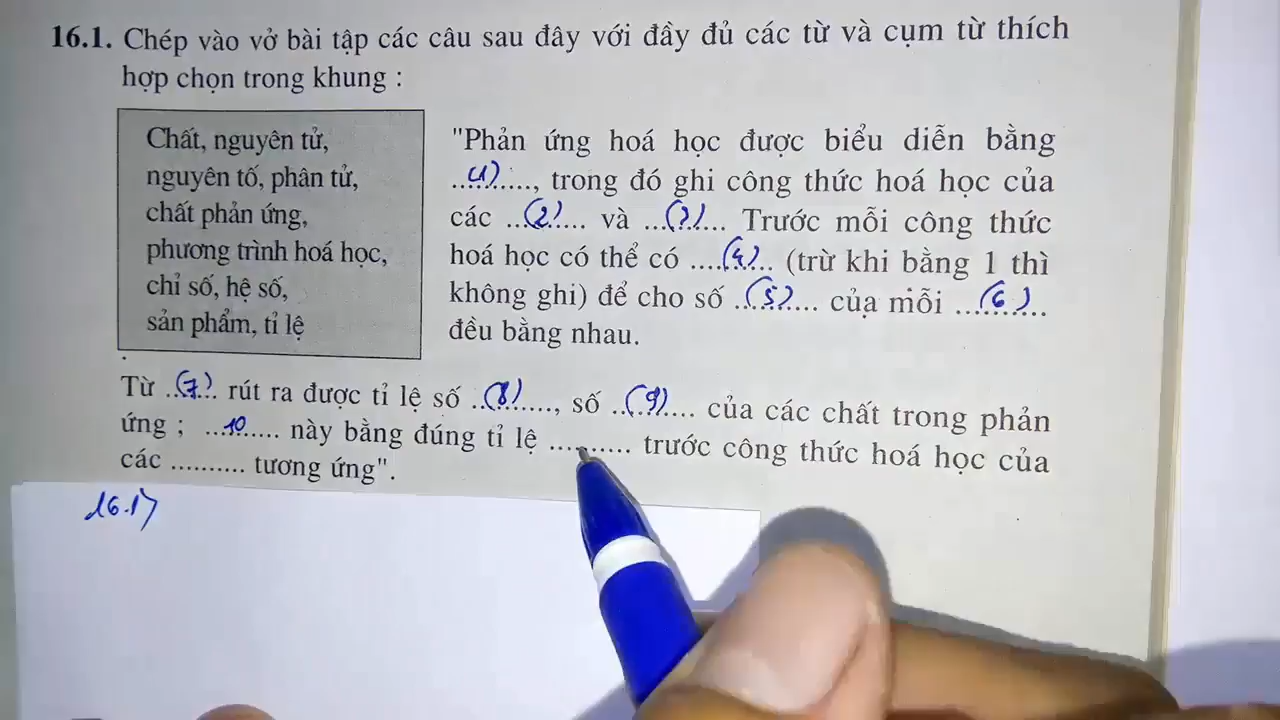 16.1. Chép vào vở bài tập các câu sau đây với đầy đủ các từ và cụm từ thích
hợp chọn trong khung :
Chất, nguyên tử,
nguyên tố, phân tử,
chất phản ứng,
phương trình hoá học,
chỉ số, hệ số,
sản phẩm, tỉ lệ
"Phản ứng hoá học được biểu diễn bằng
...(1)..., trong đó ghi công thức hoá học của
các ...(2)... và ...(3)... Trước mỗi công thức
hoá học có thể có ....(4)... (trừ khi bằng 1 thì
không ghi) để cho số ...(5)... của mỗi ...(6)...
đều bằng nhau.
Từ ...(7)... rút ra được tỉ lệ số ...(8)..., số ...(9)... của các chất trong phản
ứng ; ...10... này bằng đúng tỉ lệ .......... trước công thức hoá học của
các .......... tương ứng".
16.1)